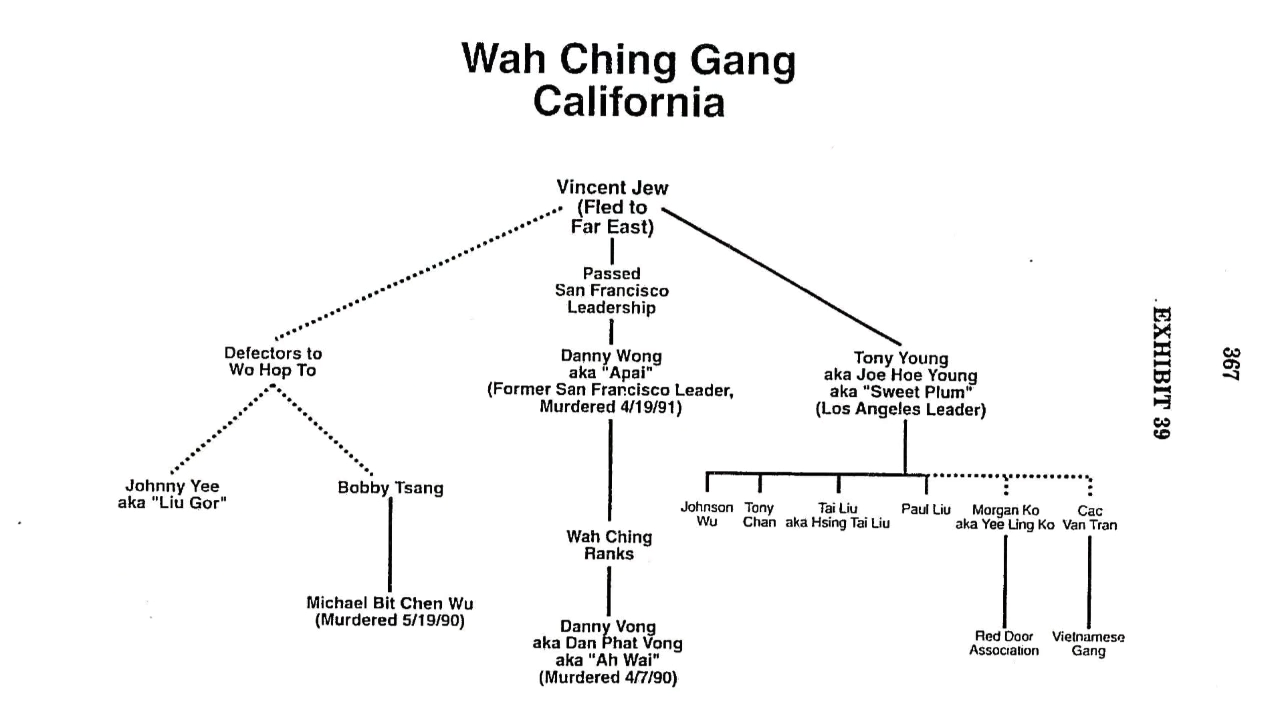 Wah Ching Gang
California
Vincent Jew
(Fled to
Far East)
Passed
San Francisco
Leadership
Defectors to
Wo Hop To
Danny Wong
aka "Apai"
(Former San Francisco Leader,
Murdered 4/19/91)
Tony Young
aka Joe Hoe Young
aka "Sweet Plum"
(Los Angeles Leader)
Johnny Yee
aka "Liu Gor"
Bobby Tsang
Johnson
Wu
Tony
Chan
Tai Liu
aka Hsing Tai Liu
Paul Liu
Morgan Ko
aka Yee Ling Ko
Cac
Van Tran
Wah Ching
Ranks
Michael Bit Chen Wu
(Murdered 5/19/90)
Danny Vong
aka Dan Phat Vong
aka "Ah Wai"
(Murdered 4/7/90)
Red Door
Association
Vietnamese
Gang
367
EXHIBIT 39